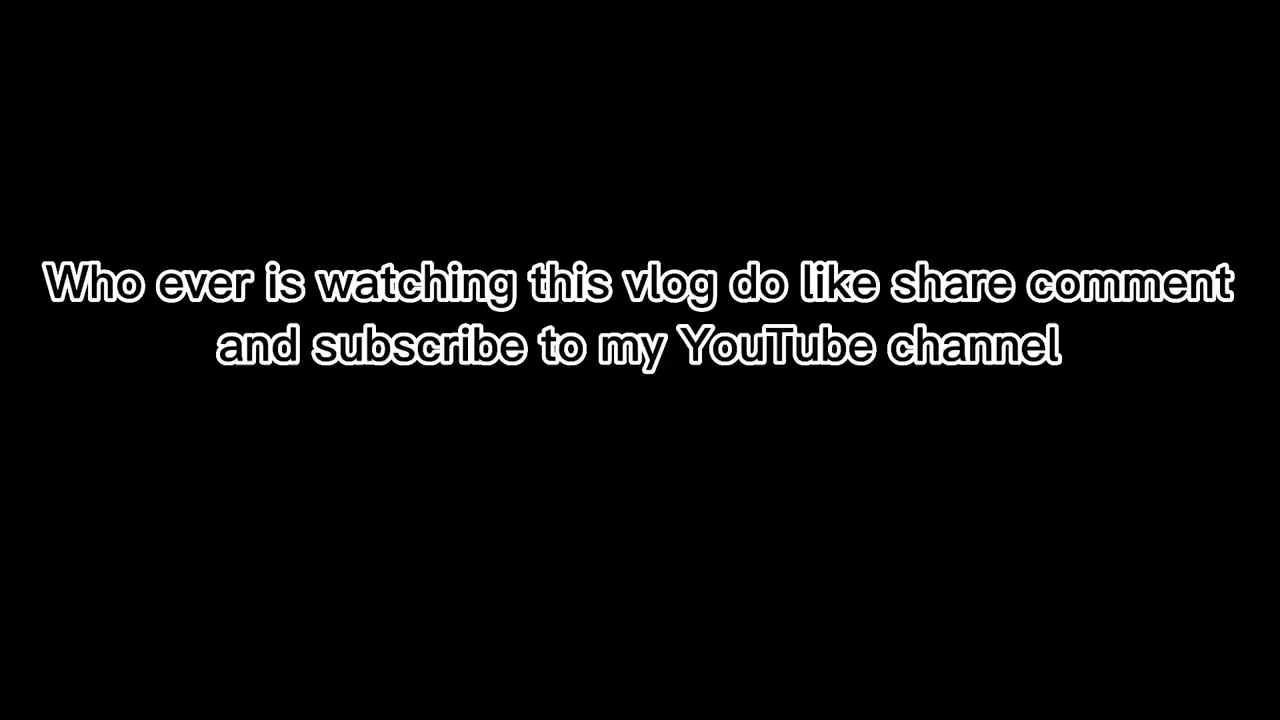 Who ever is watching this vlog do like share comment
and subscribe to my YouTube channel